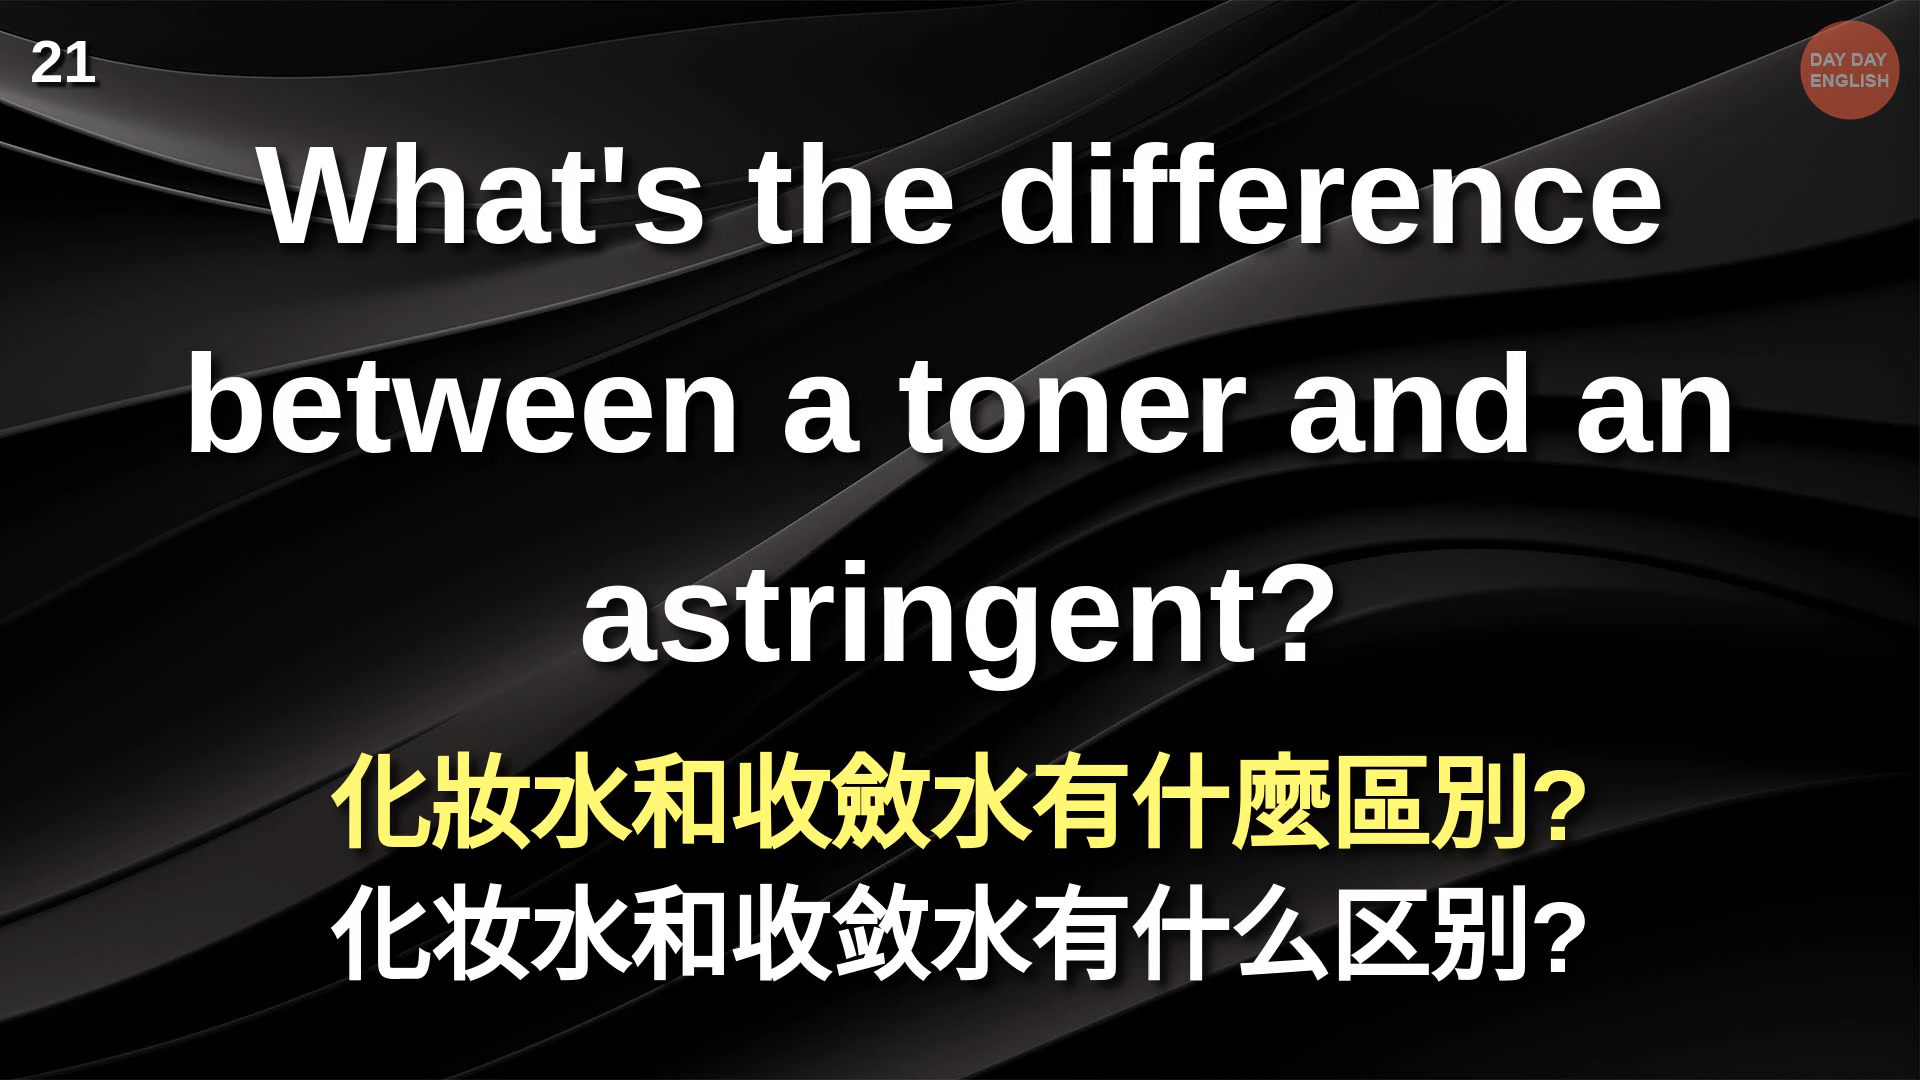 21
DAY DAY
ENGLISH
What's the difference
between a toner and an
astringent?
化妝水和收斂水有什麼區別?
化妆水和收敛水有什么区别?